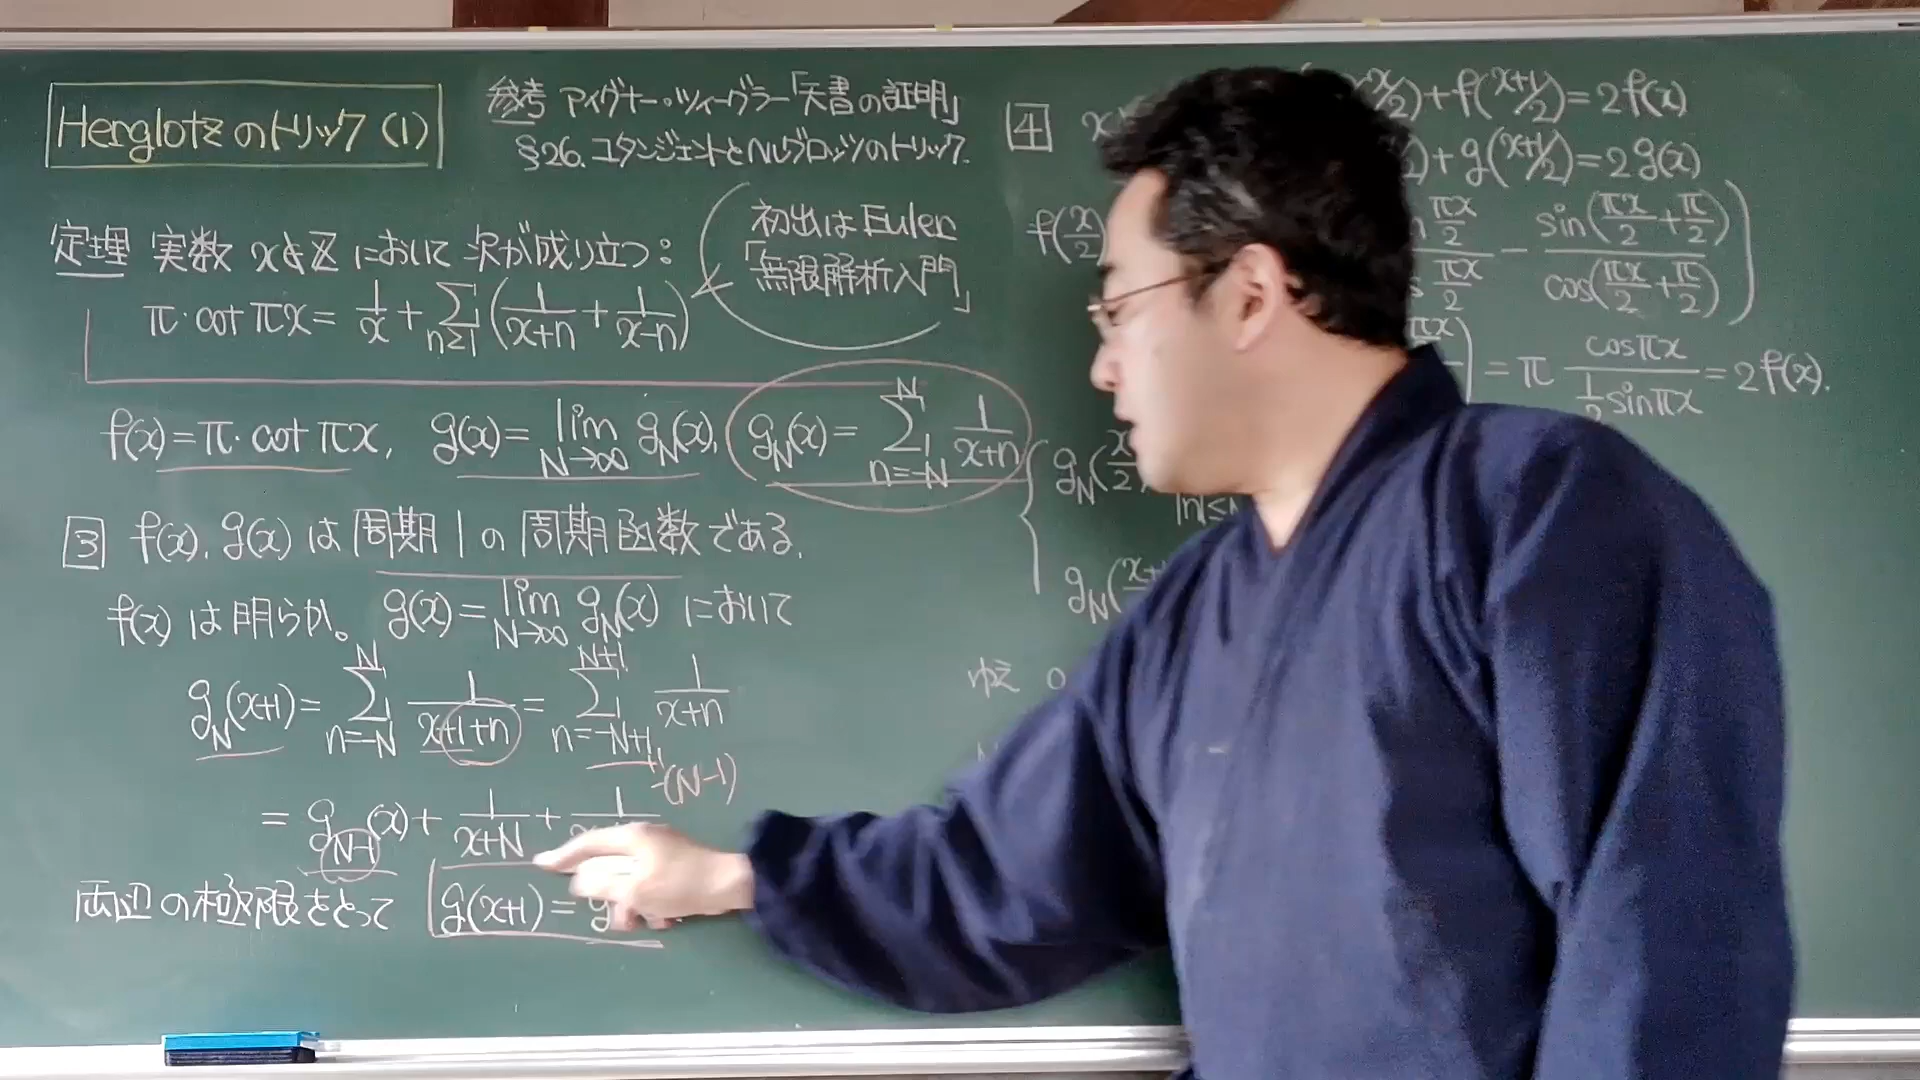 Herglotzのトリック(1)
参考 アイグナー・ツィーグラー「天書の証明」
§26. コタンジェントとヘルグロッツのトリック.
定理 実数 x∉ℤ において 次が成り立つ:
π·cot πx = 1/x + Σ_{n≥1} (1/(x+n) + 1/(x-n))
初出は Euler
「無限解析入門」
f(x) = π·cot πx, g(x) = lim_{N→∞} g_N(x), g_N(x) = Σ_{n=-N}^{N} 1/(x+n)
3 f(x), g(x) は 周期 1 の 周期函数である.
f(x) は 明らか。 g(x) = lim_{N→∞} g_N(x) において
g_N(x+1) = Σ_{n=-N}^{N} 1/(x+1+n) = Σ_{n=-N+1}^{N+1} 1/(x+n)
-(N-1)
= g_{N-1}(x) + 1/(x+N) +
両辺の極限をとって g(x+1) = g
4 x
x/2) + f((x+1)/2) = 2f(x)
) + g((x+1)/2) = 2g(x)
f(x/2)
πx/2
πx/2
- sin(πx/2 + π/2) / cos(πx/2 + π/2) )
= π cosπx / (1/2 sinπx) = 2f(x).
g_N(x/2)
|n|≤
g_N(
ゆえ